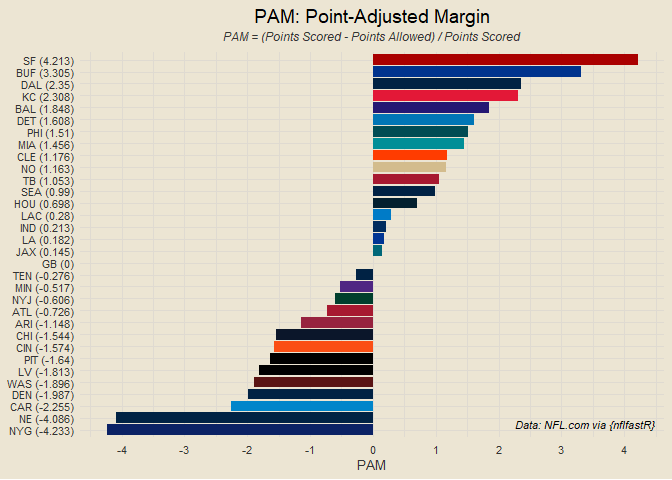 PAM: Point-Adjusted Margin
PAM = (Points Scored - Points Allowed) / Points Scored
SF (4.213)
BUF (3.305)
DAL (2.35)
KC (2.308)
BAL (1.848)
DET (1.608)
PHI (1.51)
MIA (1.456)
CLE (1.176)
NO (1.163)
TB (1.053)
SEA (0.99)
HOU (0.698)
LAC (0.28)
IND (0.213)
LA (0.182)
JAX (0.145)
GB (0)
TEN (-0.276)
MIN (-0.517)
NYJ (-0.606)
ATL (-0.726)
ARI (-1.148)
CHI (-1.544)
CIN (-1.574)
PIT (-1.64)
LV (-1.813)
WAS (-1.896)
DEN (-1.987)
CAR (-2.255)
NE (-4.086)
NYG (-4.233)
Data: NFL.com via {nflfastR}
-4 -3 -2 -1 0 1 2 3 4
PAM